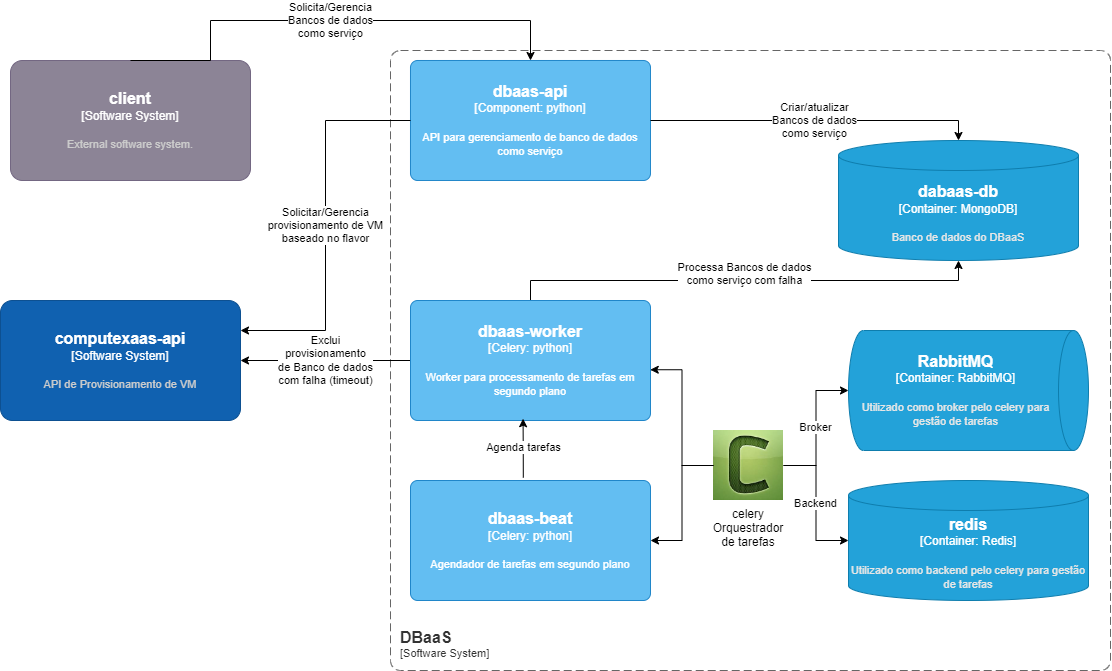 Solicita/Gerencia
Bancos de dados
como serviço
client
[Software System]
External software system.
dbaas-api
[Component: python]
API para gerenciamento de banco de dados
como serviço
Criar/atualizar
Bancos de dados
como serviço
dabaas-db
[Container: MongoDB]
Banco de dados do DBaaS
Solicitar/Gerencia
provisionamento de VM
baseado no flavor
Processa Bancos de dados
como serviço com falha
computexaas-api
[Software System]
API de Provisionamento de VM
Exclui
provisionamento
de Banco de dados
com falha (timeout)
dbaas-worker
[Celery: python]
Worker para processamento de tarefas em
segundo plano
RabbitMQ
[Container: RabbitMQ]
Utilizado como broker pelo celery para
gestão de tarefas
Agenda tarefas
Broker
Backend
celery
Orquestrador
de tarefas
dbaas-beat
[Celery: python]
Agendador de tarefas em segundo plano
redis
[Container: Redis]
Utilizado como backend pelo celery para gestão
de tarefas
DBaaS
[Software System]